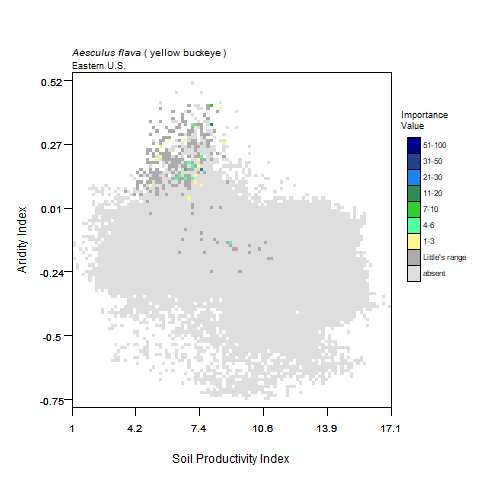 Aesculus flava ( yellow buckeye )
Eastern U.S.
0.52
0.27
0.01
-0.24
-0.5
-0.75
Aridity Index
1
4.2
7.4
10.6
13.9
17.1
Soil Productivity Index
Importance
Value
51-100
31-50
21-30
11-20
7-10
4-6
1-3
Little's range
absent